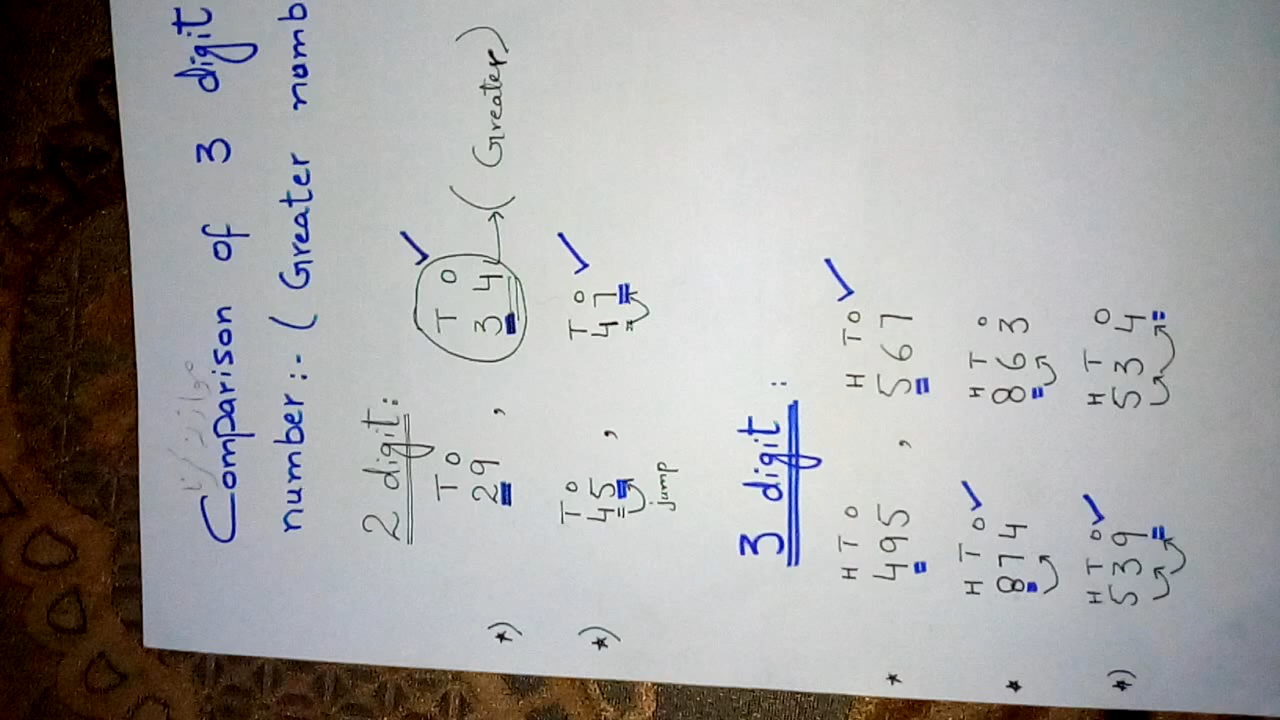 Comparison of 3 digit
number:- ( Greater numb
2 digit:
T O T O ✓
*) 29 , 34 → ( Greater)
T O T O
*) 45 , 47 ✓
jump
3 digit :
H T O H T O
* 495 , 567 ✓
H T O H T O
* 874 ✓ 863
H T O H T O
*) 539 ✓ 534